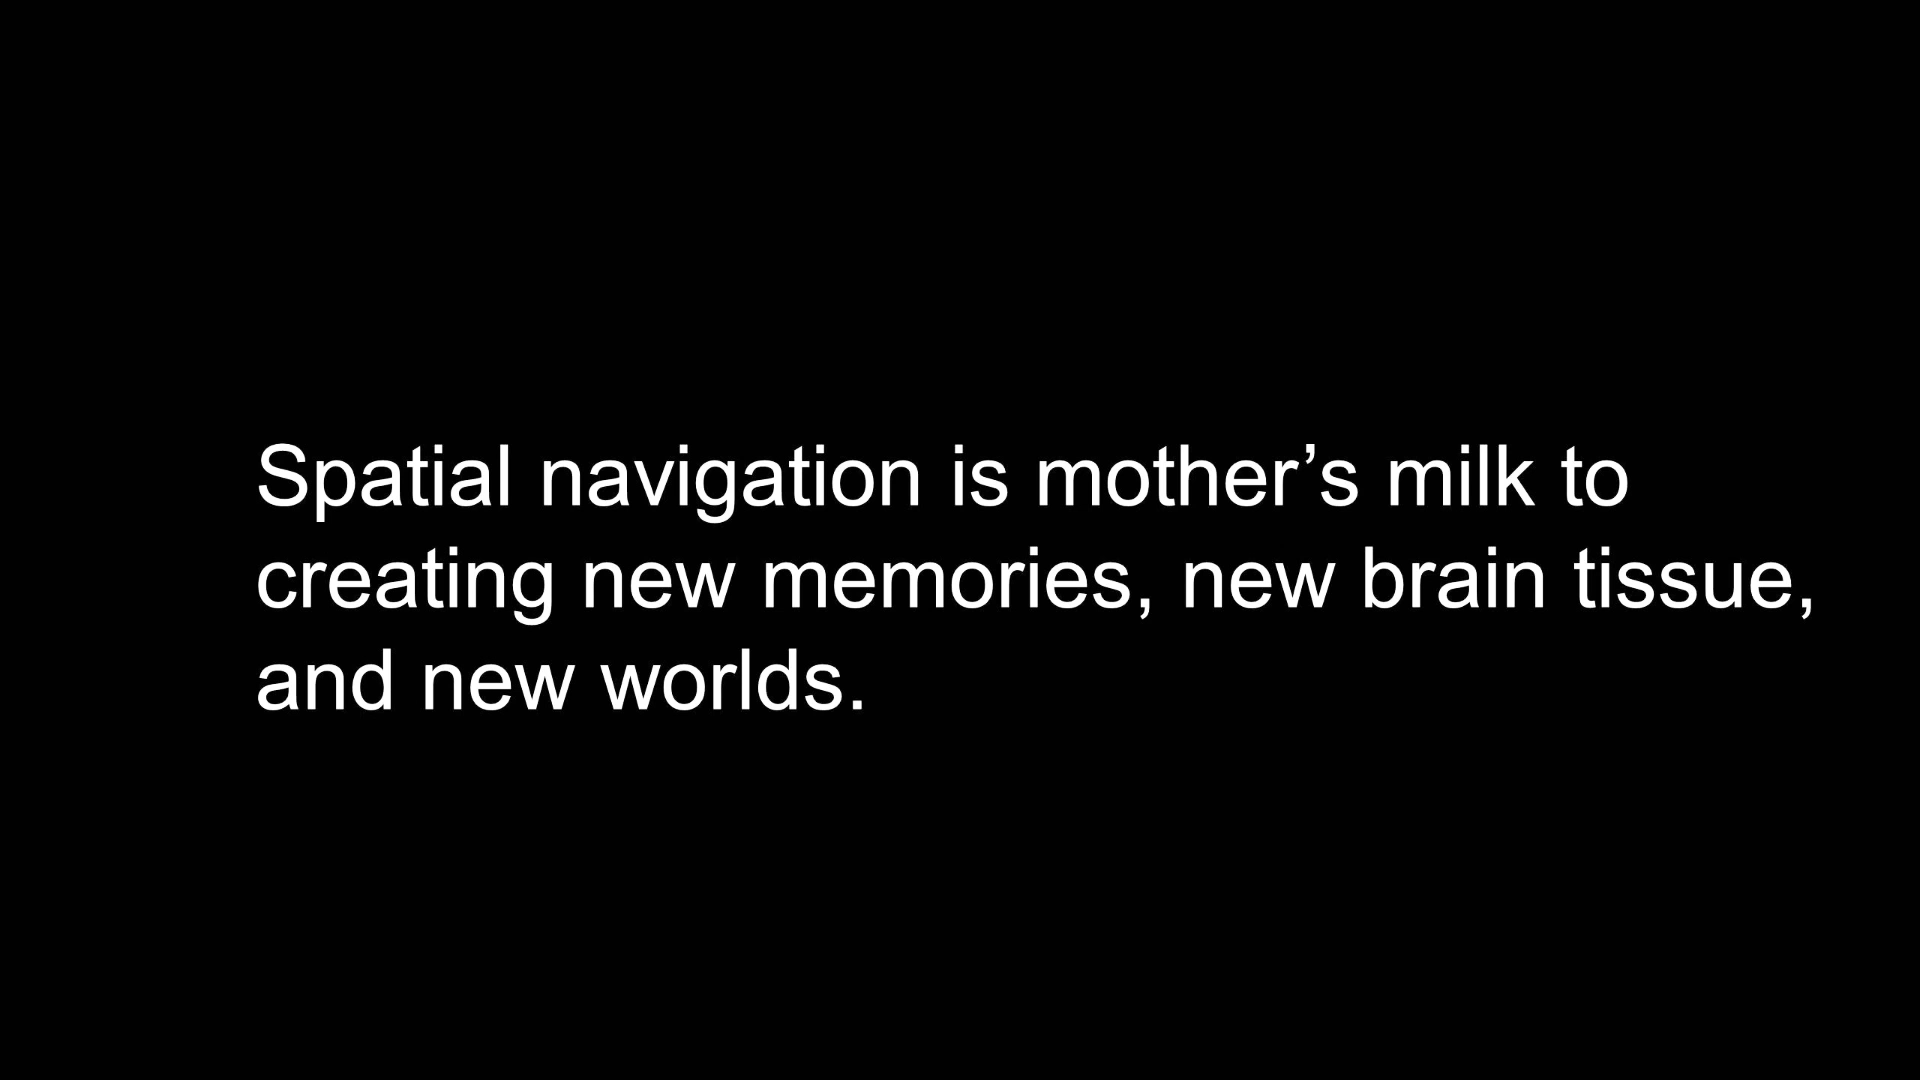 Spatial navigation is mother’s milk to
creating new memories, new brain tissue,
and new worlds.